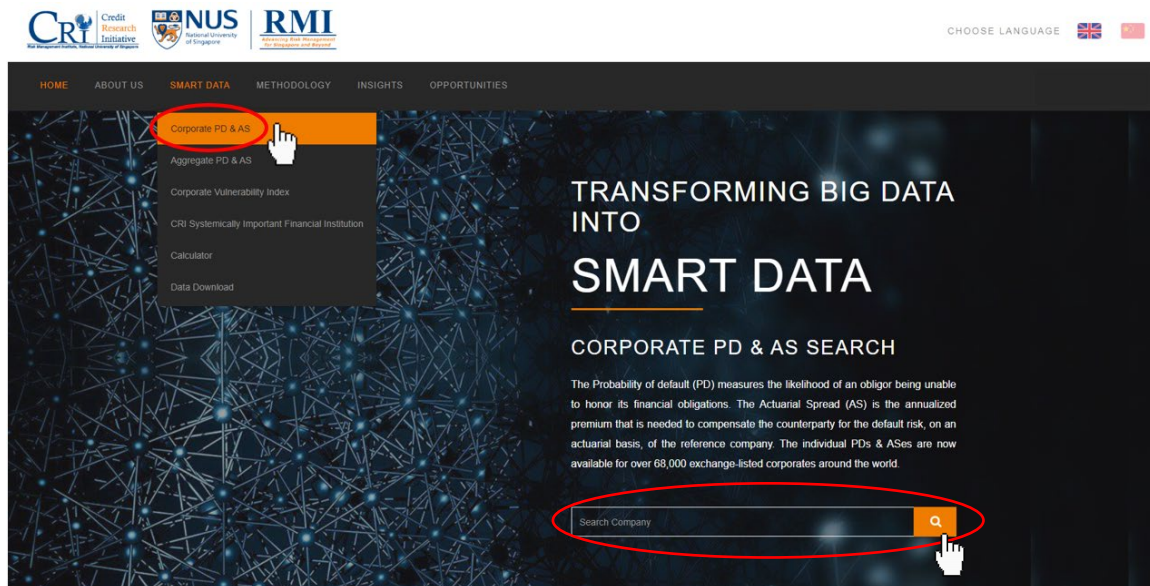 CRI
Credit
Research
Initiative
Risk Management Institute, National University of Singapore
NUS
National University
of Singapore
RMI
Advancing Risk Management
for Singapore and Beyond
CHOOSE LANGUAGE
HOME ABOUT US SMART DATA METHODOLOGY INSIGHTS OPPORTUNITIES
Corporate PD & AS
Aggregate PD & AS
Corporate Vulnerability Index
CRI Systemically Important Financial Institution
Calculator
Data Download
TRANSFORMING BIG DATA
INTO
SMART DATA
CORPORATE PD & AS SEARCH
The Probability of default (PD) measures the likelihood of an obligor being unable
to honor its financial obligations. The Actuarial Spread (AS) is the annualized
premium that is needed to compensate the counterparty for the default risk, on an
actuarial basis, of the reference company. The individual PDs & ASes are now
available for over 68,000 exchange-listed corporates around the world.
Search Company